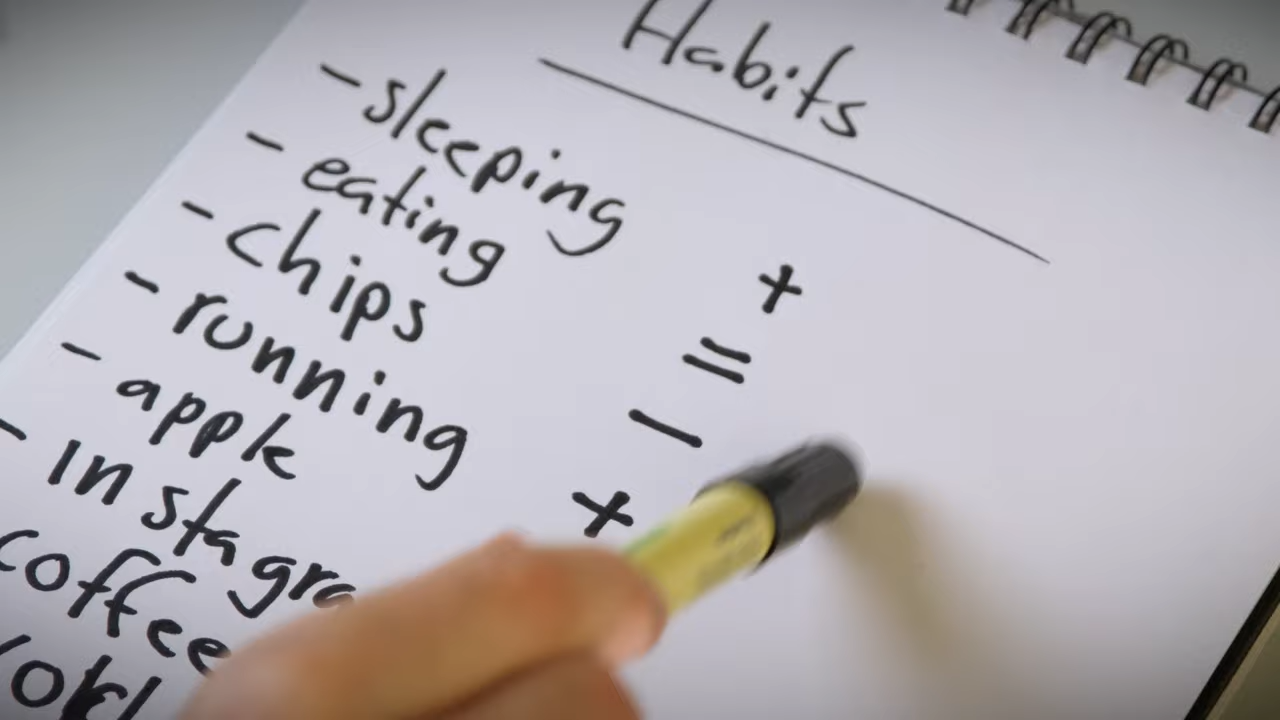 Habits
- sleeping +
- eating =
- chips -
- running +
- apple
- instagra
coffee